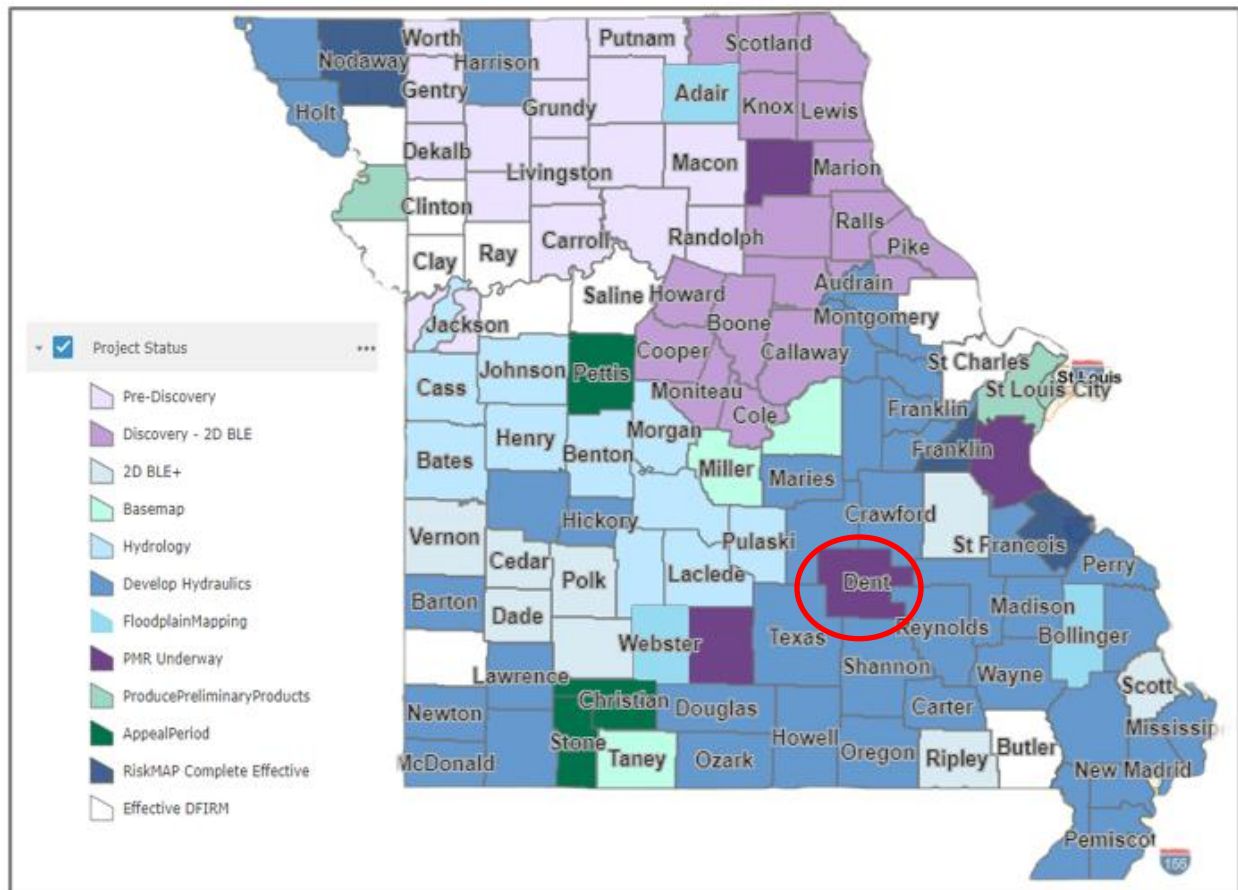 Worth
Putnam
Scotland
Nodaway
Harrison
Gentry
Grundy
Adair
Knox
Lewis
Holt
Dekalb
Livingston
Macon
Marion
Clinton
Carroll
Randolph
Ralls
Pike
Clay
Ray
Saline
Howard
Audrain
Jackson
Boone
Montgomery
Johnson
Pettis
Cooper
Callaway
St Charles
St Louis
St Louis City
Cass
Moniteau
Cole
Franklin
Henry
Morgan
Franklin
Bates
Benton
Miller
Maries
Hickory
Crawford
Vernon
Pulaski
St Francois
Cedar
Polk
Laclede
Dent
Perry
Barton
Dade
Madison
Webster
Texas
Reynolds
Bollinger
Lawrence
Shannon
Wayne
Scott
Newton
Christian
Douglas
Carter
Mississip
Stone
Howell
McDonald
Taney
Ozark
Oregon
Ripley
Butler
New Madrid
Pemiscot
155
Project Status
Pre-Discovery
Discovery - 2D BLE
2D BLE+
Basemap
Hydrology
Develop Hydraulics
FloodplainMapping
PMR Underway
ProducePreliminaryProducts
AppealPeriod
RiskMAP Complete Effective
Effective DFIRM